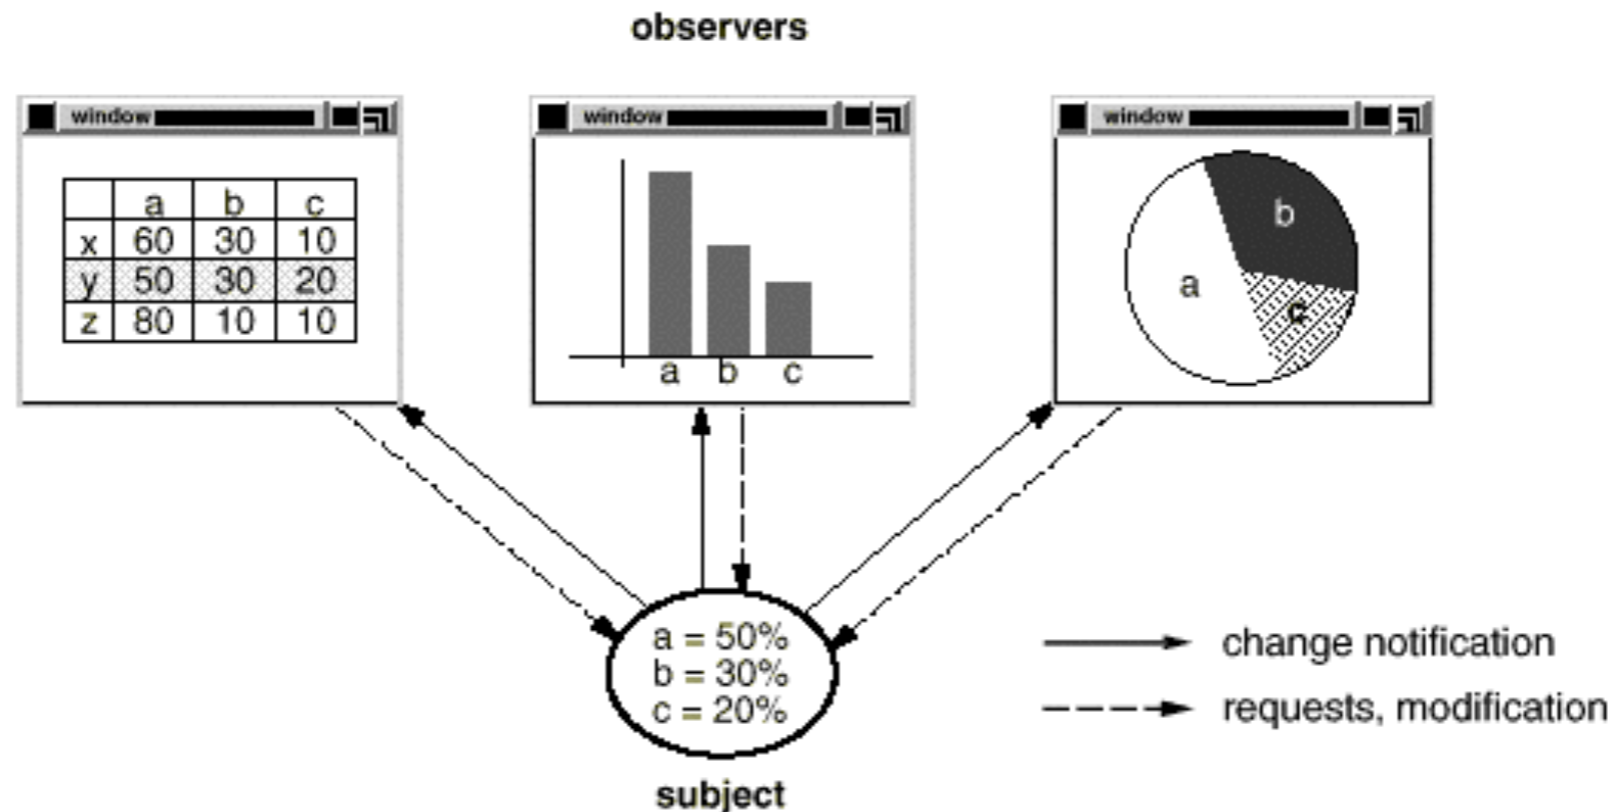 observers
window
a b c
x 60 30 10
y 50 30 20
z 80 10 10
window
a b c
window
b
a
c
a = 50%
b = 30%
c = 20%
subject
change notification
requests, modification